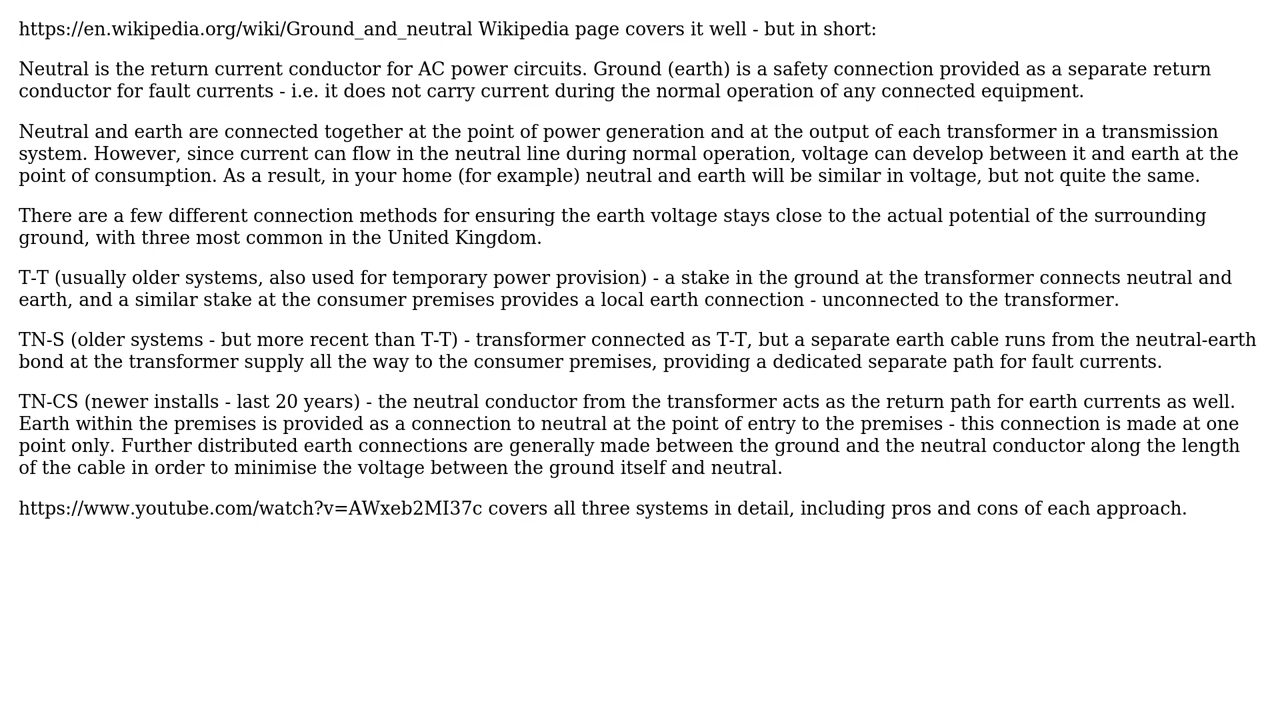 https://en.wikipedia.org/wiki/Ground_and_neutral Wikipedia page covers it well - but in short:
Neutral is the return current conductor for AC power circuits. Ground (earth) is a safety connection provided as a separate return
conductor for fault currents - i.e. it does not carry current during the normal operation of any connected equipment.
Neutral and earth are connected together at the point of power generation and at the output of each transformer in a transmission
system. However, since current can flow in the neutral line during normal operation, voltage can develop between it and earth at the
point of consumption. As a result, in your home (for example) neutral and earth will be similar in voltage, but not quite the same.
There are a few different connection methods for ensuring the earth voltage stays close to the actual potential of the surrounding
ground, with three most common in the United Kingdom.
T-T (usually older systems, also used for temporary power provision) - a stake in the ground at the transformer connects neutral and
earth, and a similar stake at the consumer premises provides a local earth connection - unconnected to the transformer.
TN-S (older systems - but more recent than T-T) - transformer connected as T-T, but a separate earth cable runs from the neutral-earth
bond at the transformer supply all the way to the consumer premises, providing a dedicated separate path for fault currents.
TN-CS (newer installs - last 20 years) - the neutral conductor from the transformer acts as the return path for earth currents as well.
Earth within the premises is provided as a connection to neutral at the point of entry to the premises - this connection is made at one
point only. Further distributed earth connections are generally made between the ground and the neutral conductor along the length
of the cable in order to minimise the voltage between the ground itself and neutral.
https://www.youtube.com/watch?v=AWxeb2MI37c covers all three systems in detail, including pros and cons of each approach.